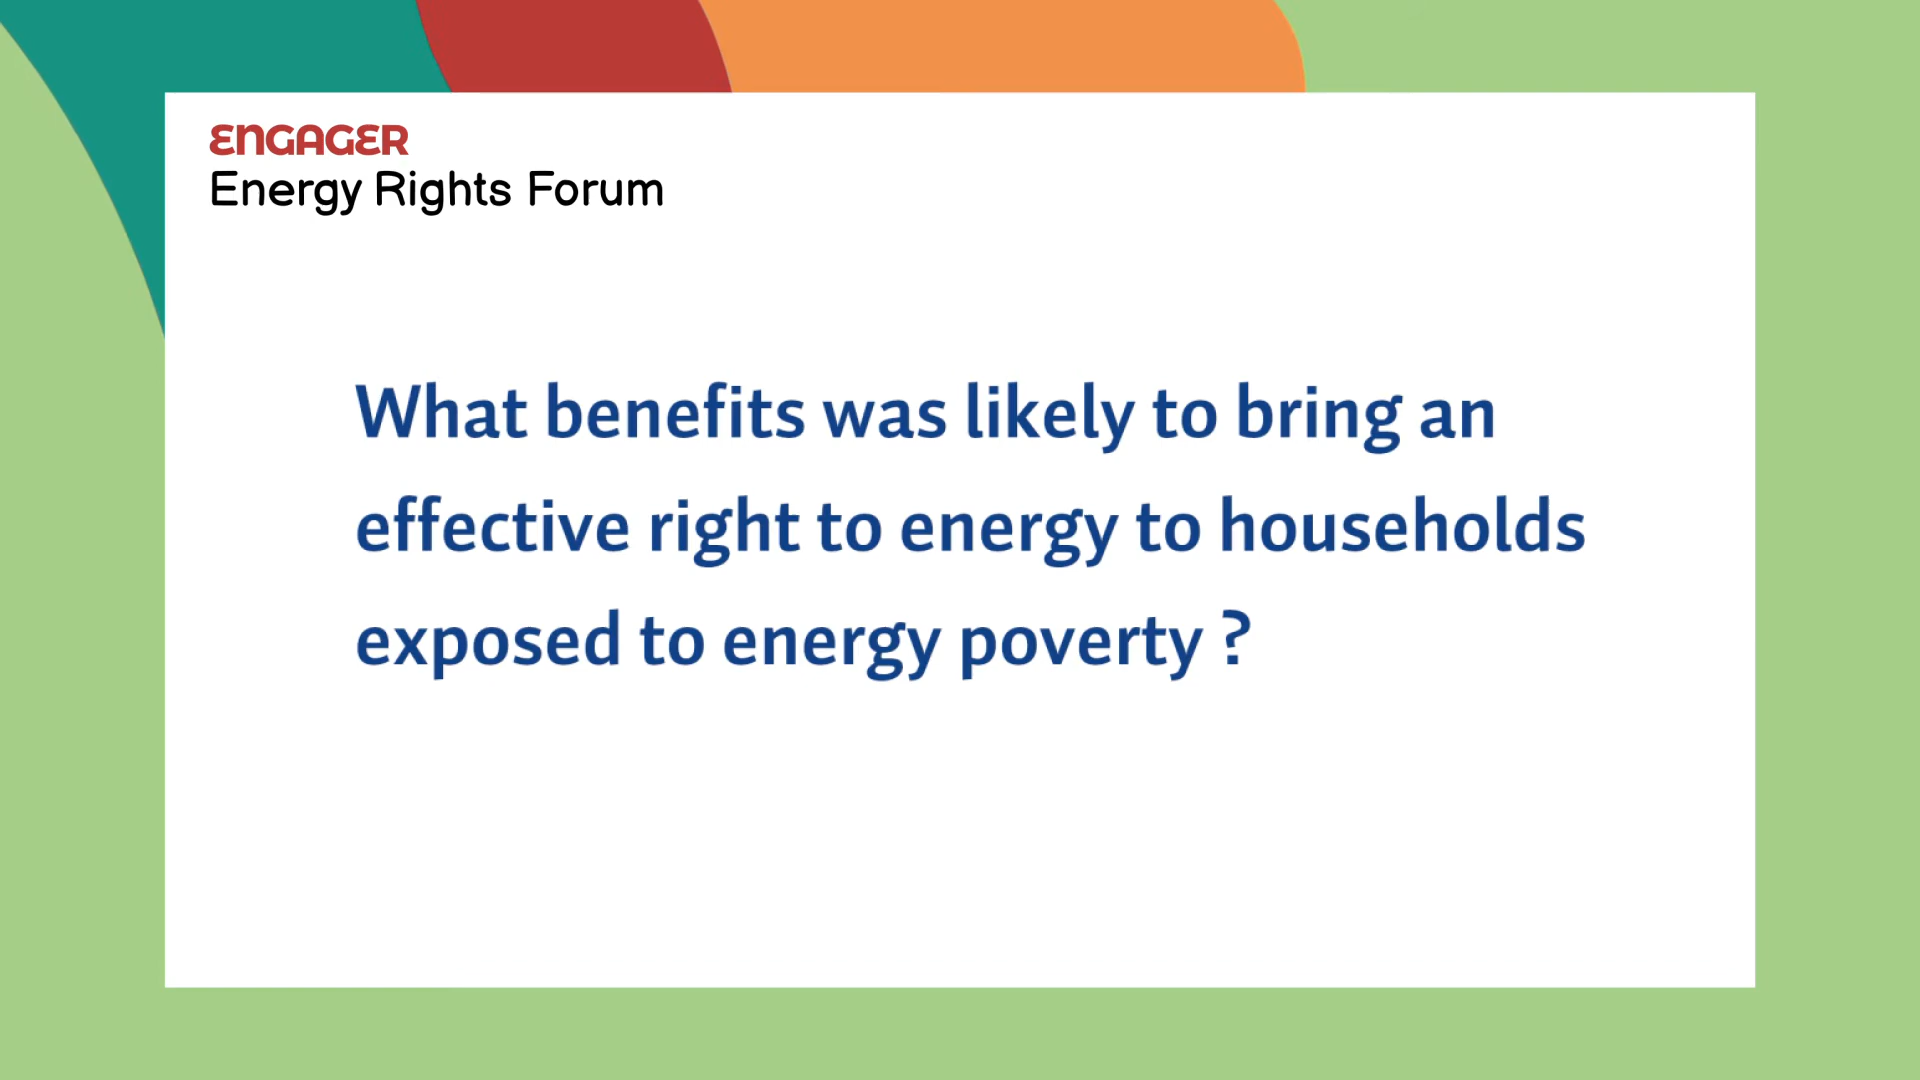 ENGAGER
Energy Rights Forum
What benefits was likely to bring an
effective right to energy to households
exposed to energy poverty ?